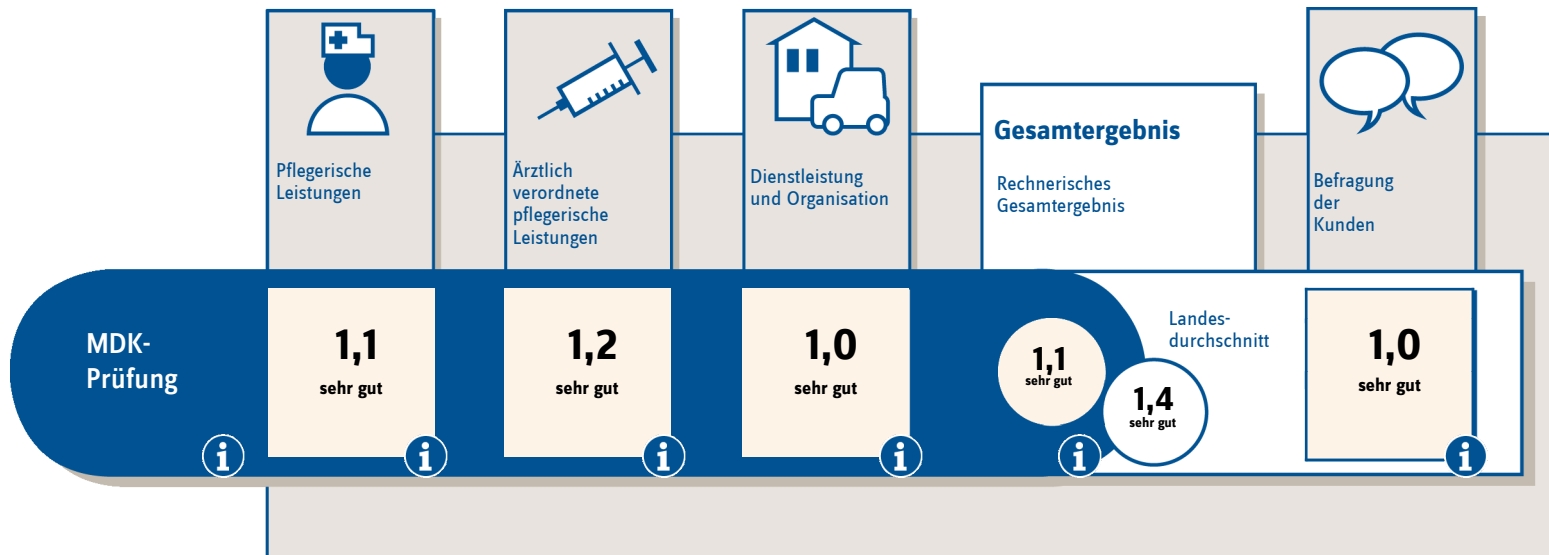 Pflegerische
Leistungen
Ärztlich
verordnete
pflegerische
Leistungen
Dienstleistung
und Organisation
Gesamtergebnis
Rechnerisches
Gesamtergebnis
Befragung
der
Kunden
MDK-
Prüfung
1,1
sehr gut
1,2
sehr gut
1,0
sehr gut
1,1
sehr gut
Landes-
durchschnitt
1,4
sehr gut
1,0
sehr gut
i
i
i
i
i
i